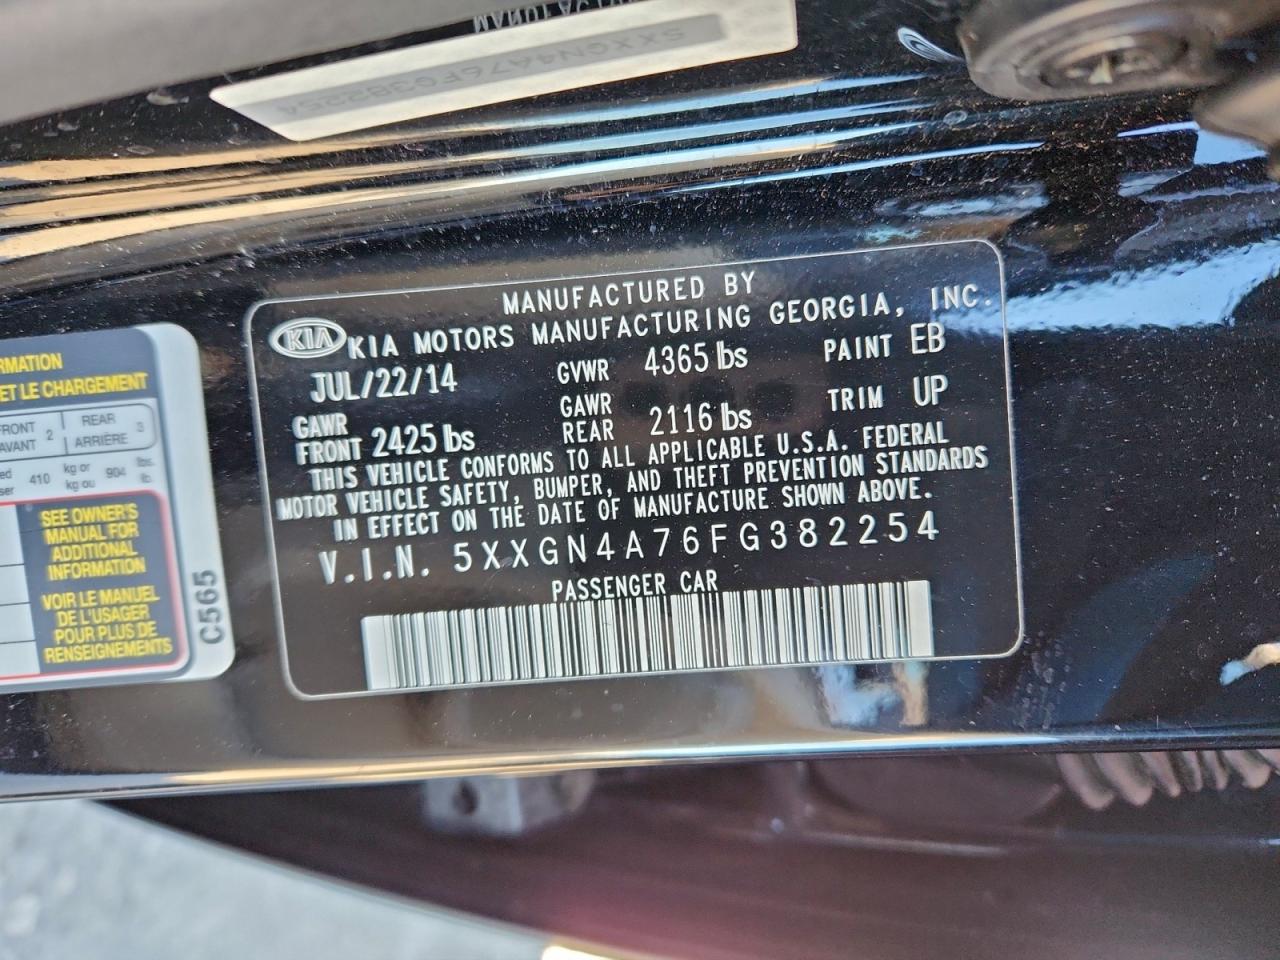 5XXGN4A76FG382254
MANUFACTURED BY
KIA
KIA MOTORS MANUFACTURING GEORGIA, INC.
JUL/22/14
GVWR 4365 lbs
PAINT EB
GAWR
FRONT 2425 lbs
GAWR
REAR 2116 lbs
TRIM UP
THIS VEHICLE CONFORMS TO ALL APPLICABLE U.S.A. FEDERAL
MOTOR VEHICLE SAFETY, BUMPER, AND THEFT PREVENTION STANDARDS
IN EFFECT ON THE DATE OF MANUFACTURE SHOWN ABOVE.
V.I.N. 5XXGN4A76FG382254
PASSENGER CAR
RMATION
ET LE CHARGEMENT
FRONT 2 REAR 3
AVANT ARRIÈRE
410 kg or 904 lbs.
kg ou lb.
SEE OWNER'S
MANUAL FOR
ADDITIONAL
INFORMATION
VOIR LE MANUEL
DE L'USAGER
POUR PLUS DE
RENSEIGNEMENTS
C565